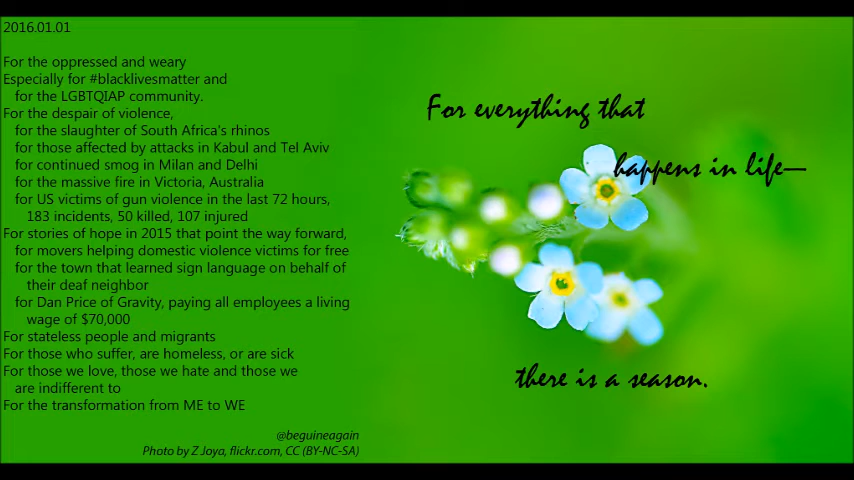 2016.01.01
For the oppressed and weary
Especially for #blacklivesmatter and
for the LGBTQIAP community.
For the despair of violence,
for the slaughter of South Africa's rhinos
for those affected by attacks in Kabul and Tel Aviv
for continued smog in Milan and Delhi
for the massive fire in Victoria, Australia
for US victims of gun violence in the last 72 hours,
183 incidents, 50 killed, 107 injured
For stories of hope in 2015 that point the way forward,
for movers helping domestic violence victims for free
for the town that learned sign language on behalf of
their deaf neighbor
for Dan Price of Gravity, paying all employees a living
wage of $70,000
For stateless people and migrants
For those who suffer, are homeless, or are sick
For those we love, those we hate and those we
are indifferent to
For the transformation from ME to WE
@beguineagain
Photo by Z Joya, flickr.com, CC (BY-NC-SA)
For everything that
happens in life—
there is a season.